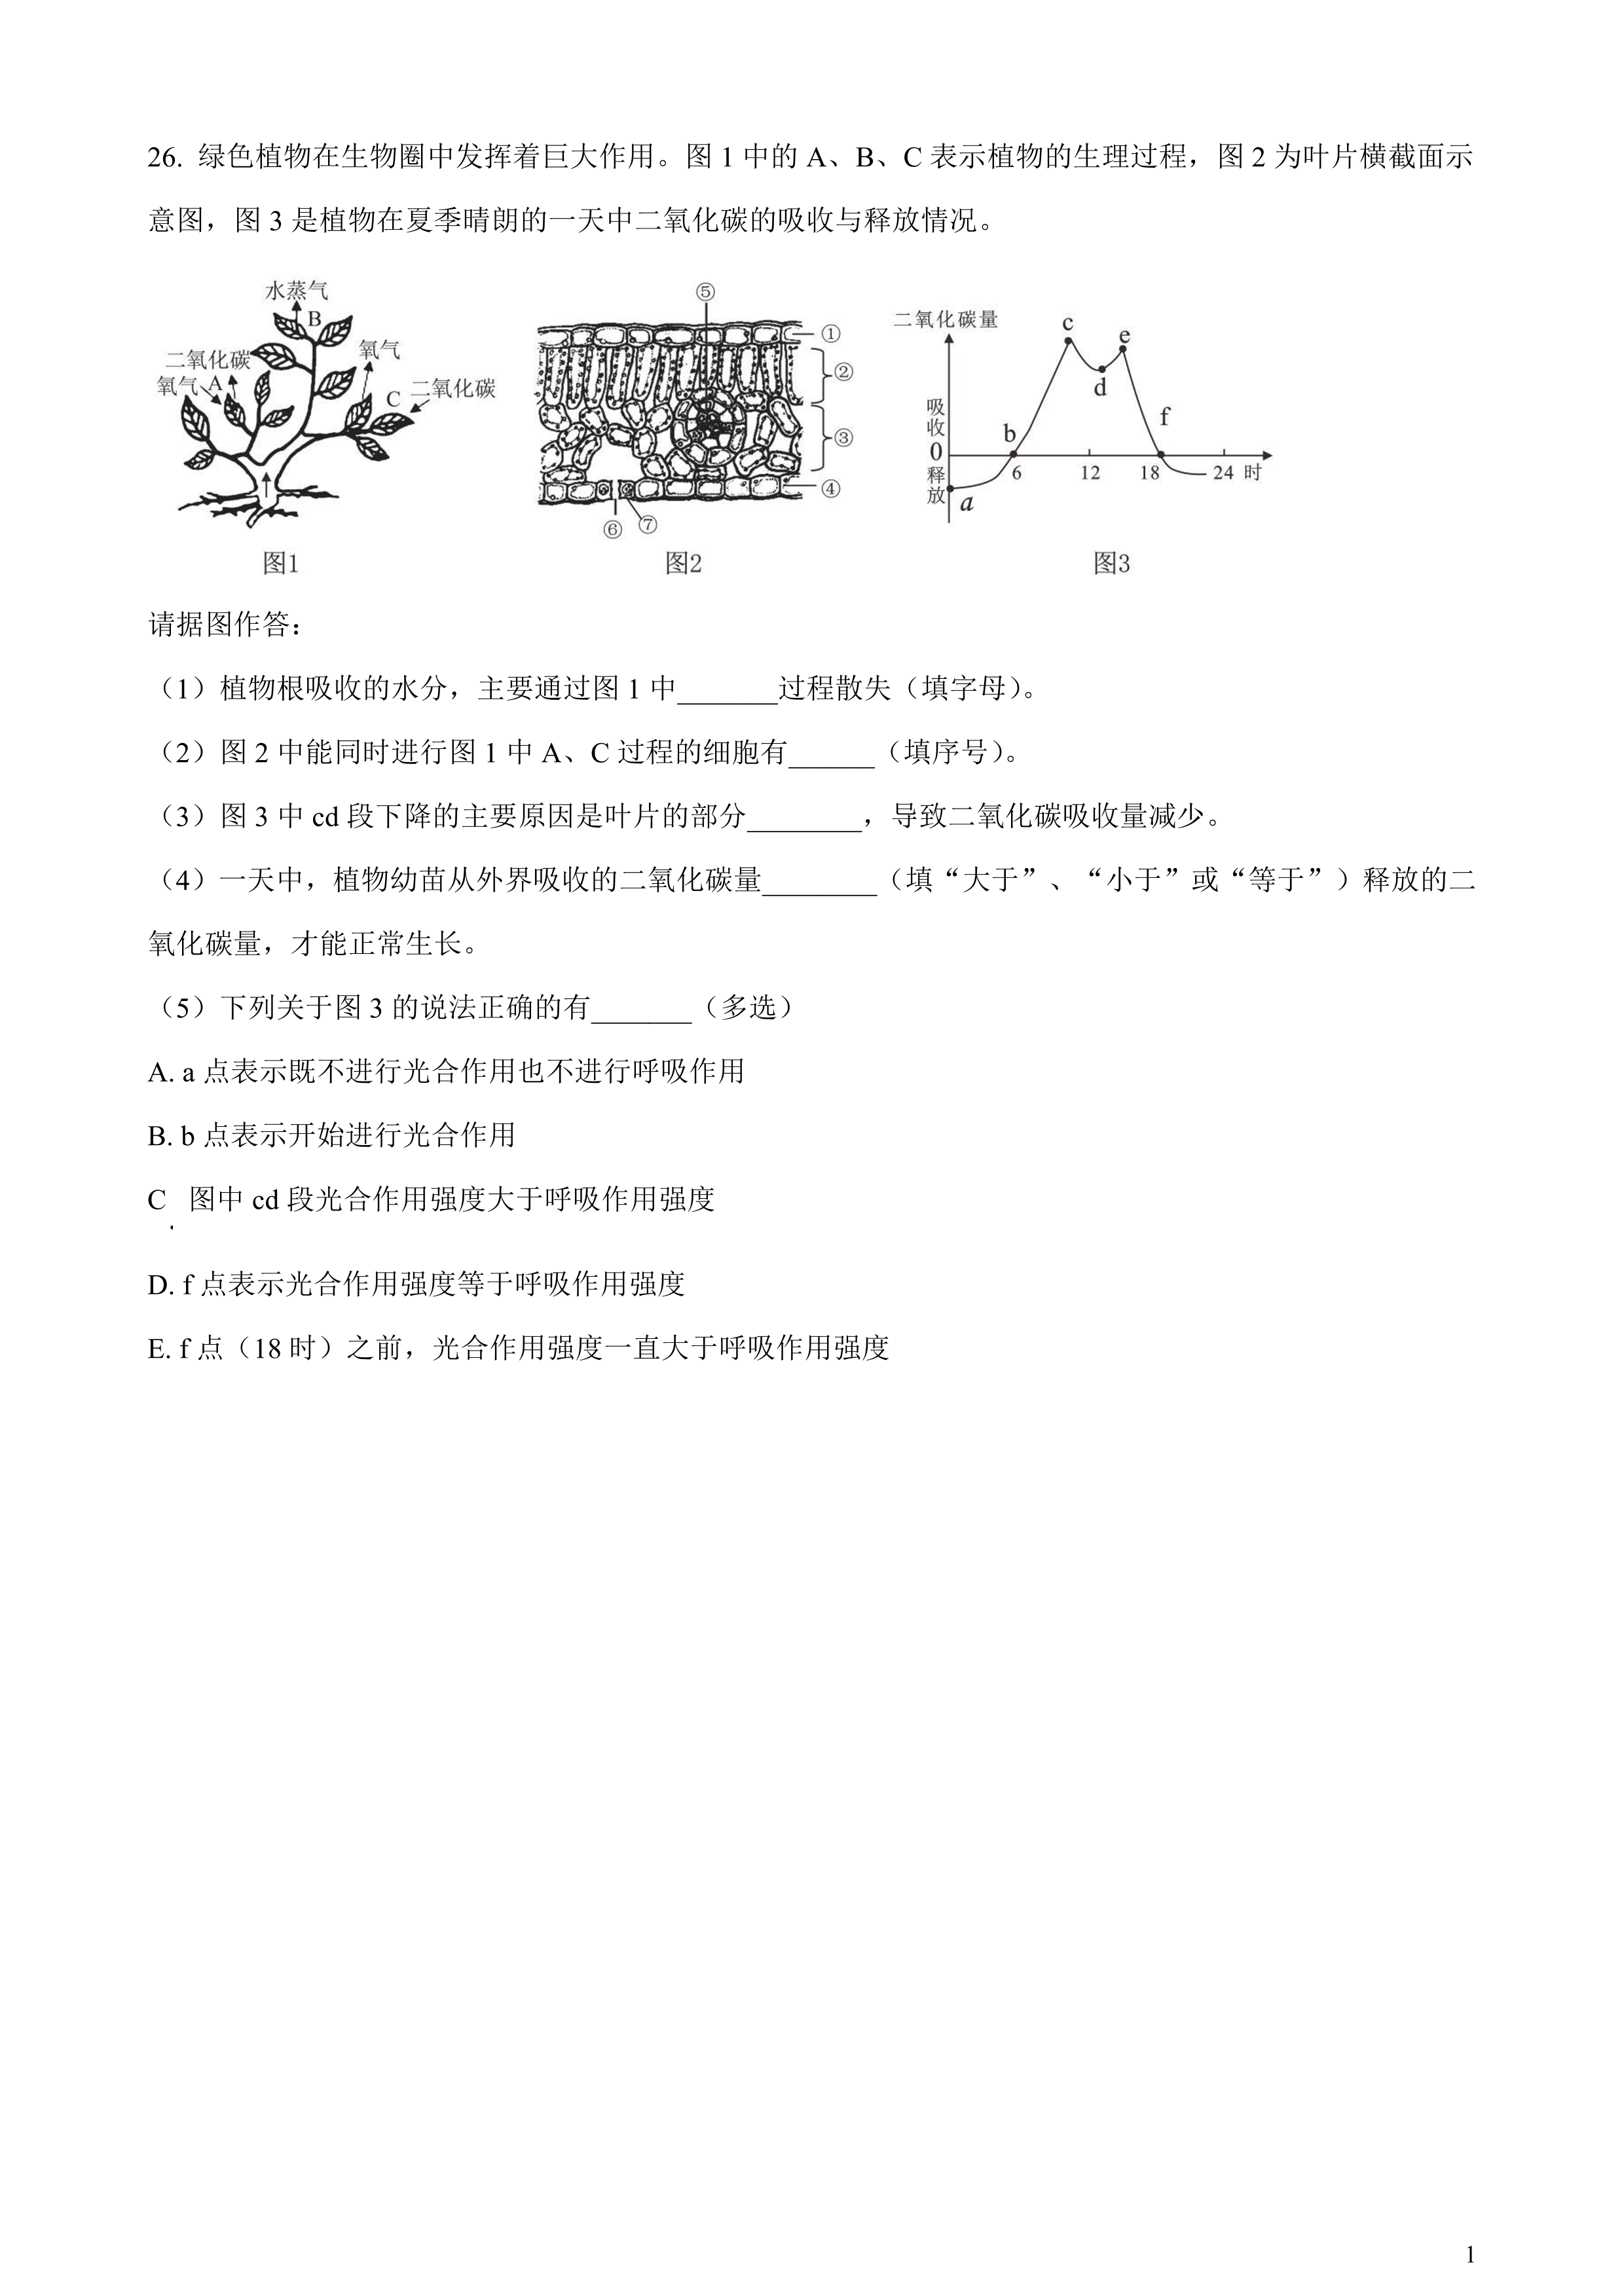 26. 绿色植物在生物圈中发挥着巨大作用。图 1 中的 A、B、C 表示植物的生理过程，图 2 为叶片横截面示
意图，图 3 是植物在夏季晴朗的一天中二氧化碳的吸收与释放情况。
水蒸气
B
二氧化碳
氧气
氧气
A
C
二氧化碳
图1
⑤
①
②
③
④
⑥
⑦
图2
二氧化碳量
c
e
d
吸收
b
f
0
6
12
18
24
时
释放
a
图3
请据图作答：
（1）植物根吸收的水分，主要通过图 1 中_______过程散失（填字母）。
（2）图 2 中能同时进行图 1 中 A、C 过程的细胞有______（填序号）。
（3）图 3 中 cd 段下降的主要原因是叶片的部分________，导致二氧化碳吸收量减少。
（4）一天中，植物幼苗从外界吸收的二氧化碳量________（填“大于”、“小于”或“等于”）释放的二
氧化碳量，才能正常生长。
（5）下列关于图 3 的说法正确的有_______（多选）
A. a 点表示既不进行光合作用也不进行呼吸作用
B. b 点表示开始进行光合作用
C. 图中 cd 段光合作用强度大于呼吸作用强度
D. f 点表示光合作用强度等于呼吸作用强度
E. f 点（18 时）之前，光合作用强度一直大于呼吸作用强度
1